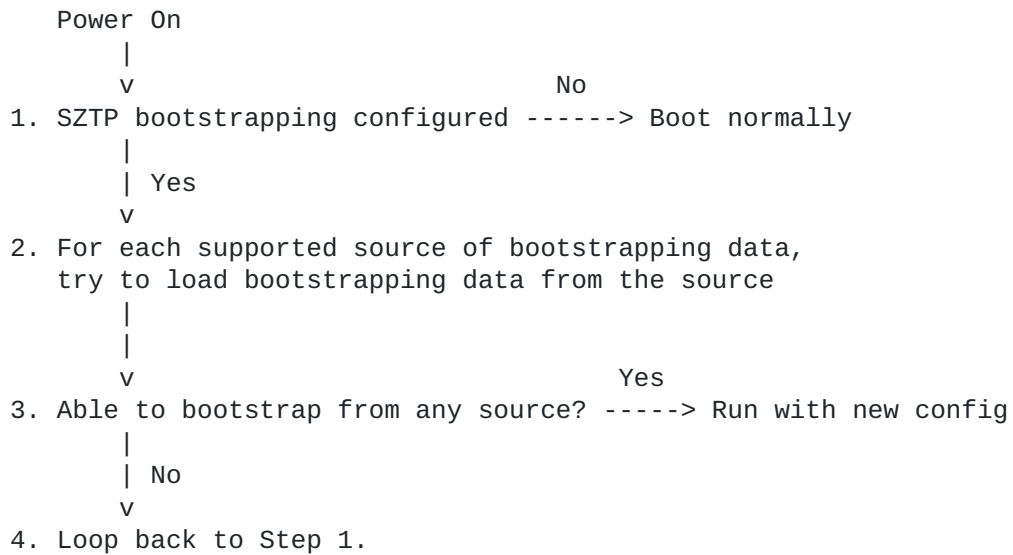 Power On
|
v No
1. SZTP bootstrapping configured ------> Boot normally
|
| Yes
v
2. For each supported source of bootstrapping data,
try to load bootstrapping data from the source
|
|
v Yes
3. Able to bootstrap from any source? -----> Run with new config
|
| No
v
4. Loop back to Step 1.